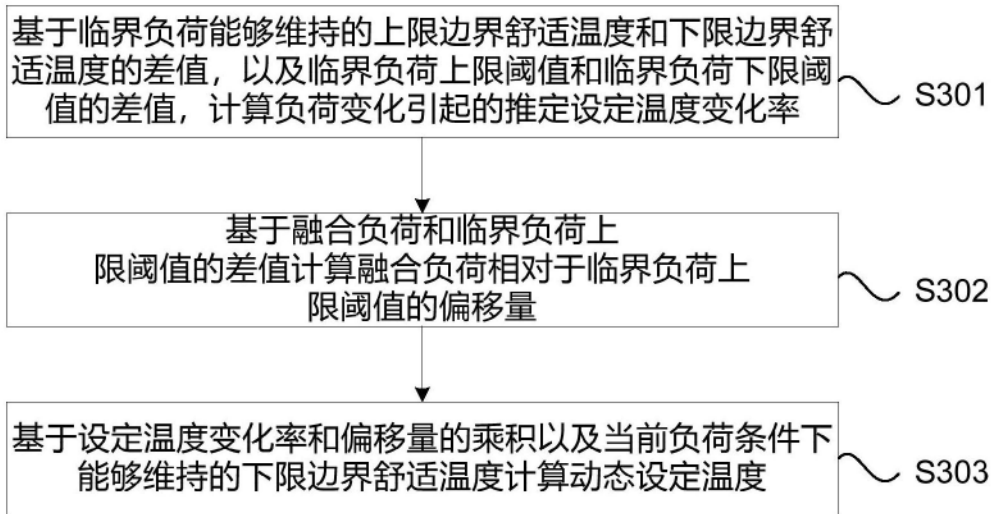 基于临界负荷能够维持的上限边界舒适温度和下限边界舒
适温度的差值，以及临界负荷上限阈值和临界负荷下限阈
值的差值，计算负荷变化引起的推定设定温度变化率
S301
基于融合负荷和临界负荷上
限阈值的差值计算融合负荷相对于临界负荷上
限阈值的偏移量
S302
基于设定温度变化率和偏移量的乘积以及当前负荷条件下
能够维持的下限边界舒适温度计算动态设定温度
S303